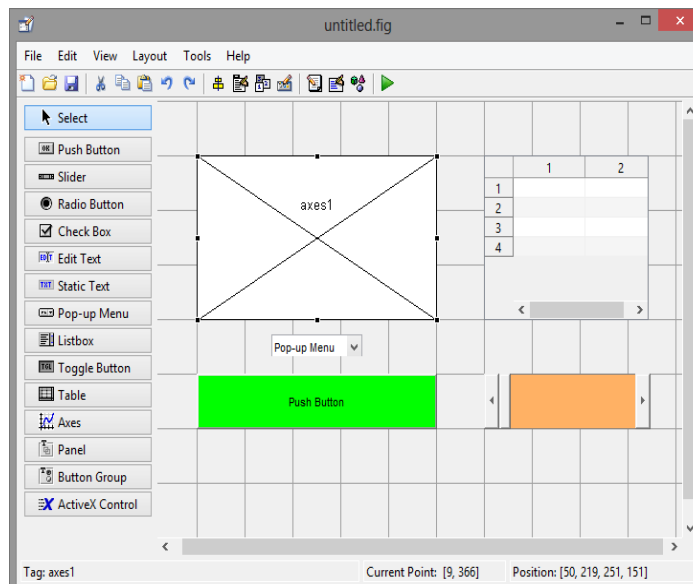 untitled.fig
File Edit View Layout Tools Help
Select
Push Button
Slider
Radio Button
Check Box
Edit Text
Static Text
Pop-up Menu
Listbox
Toggle Button
Table
Axes
Panel
Button Group
ActiveX Control
axes1
1 2
1
2
3
4
Pop-up Menu
Push Button
Tag: axes1 Current Point: [9, 366] Position: [50, 219, 251, 151]